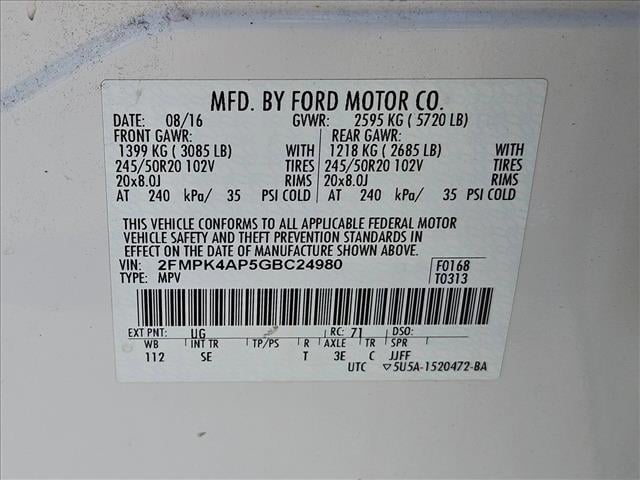 MFD. BY FORD MOTOR CO.
DATE: 08/16 GVWR: 2595 KG ( 5720 LB)
FRONT GAWR: REAR GAWR:
1399 KG ( 3085 LB) WITH 1218 KG ( 2685 LB) WITH
245/50R20 102V TIRES 245/50R20 102V TIRES
20x8.0J RIMS 20x8.0J RIMS
AT 240 kPa/ 35 PSI COLD AT 240 kPa/ 35 PSI COLD
THIS VEHICLE CONFORMS TO ALL APPLICABLE FEDERAL MOTOR
VEHICLE SAFETY AND THEFT PREVENTION STANDARDS IN
EFFECT ON THE DATE OF MANUFACTURE SHOWN ABOVE.
VIN: 2FMPK4AP5GBC24980 F0168
TYPE: MPV T0313
EXT PNT: UG RC: 71 DSO:
WB INT TR TP/PS R AXLE TR SPR
112 SE T 3E C JJFF
UTC ▽5U5A-1520472-BA